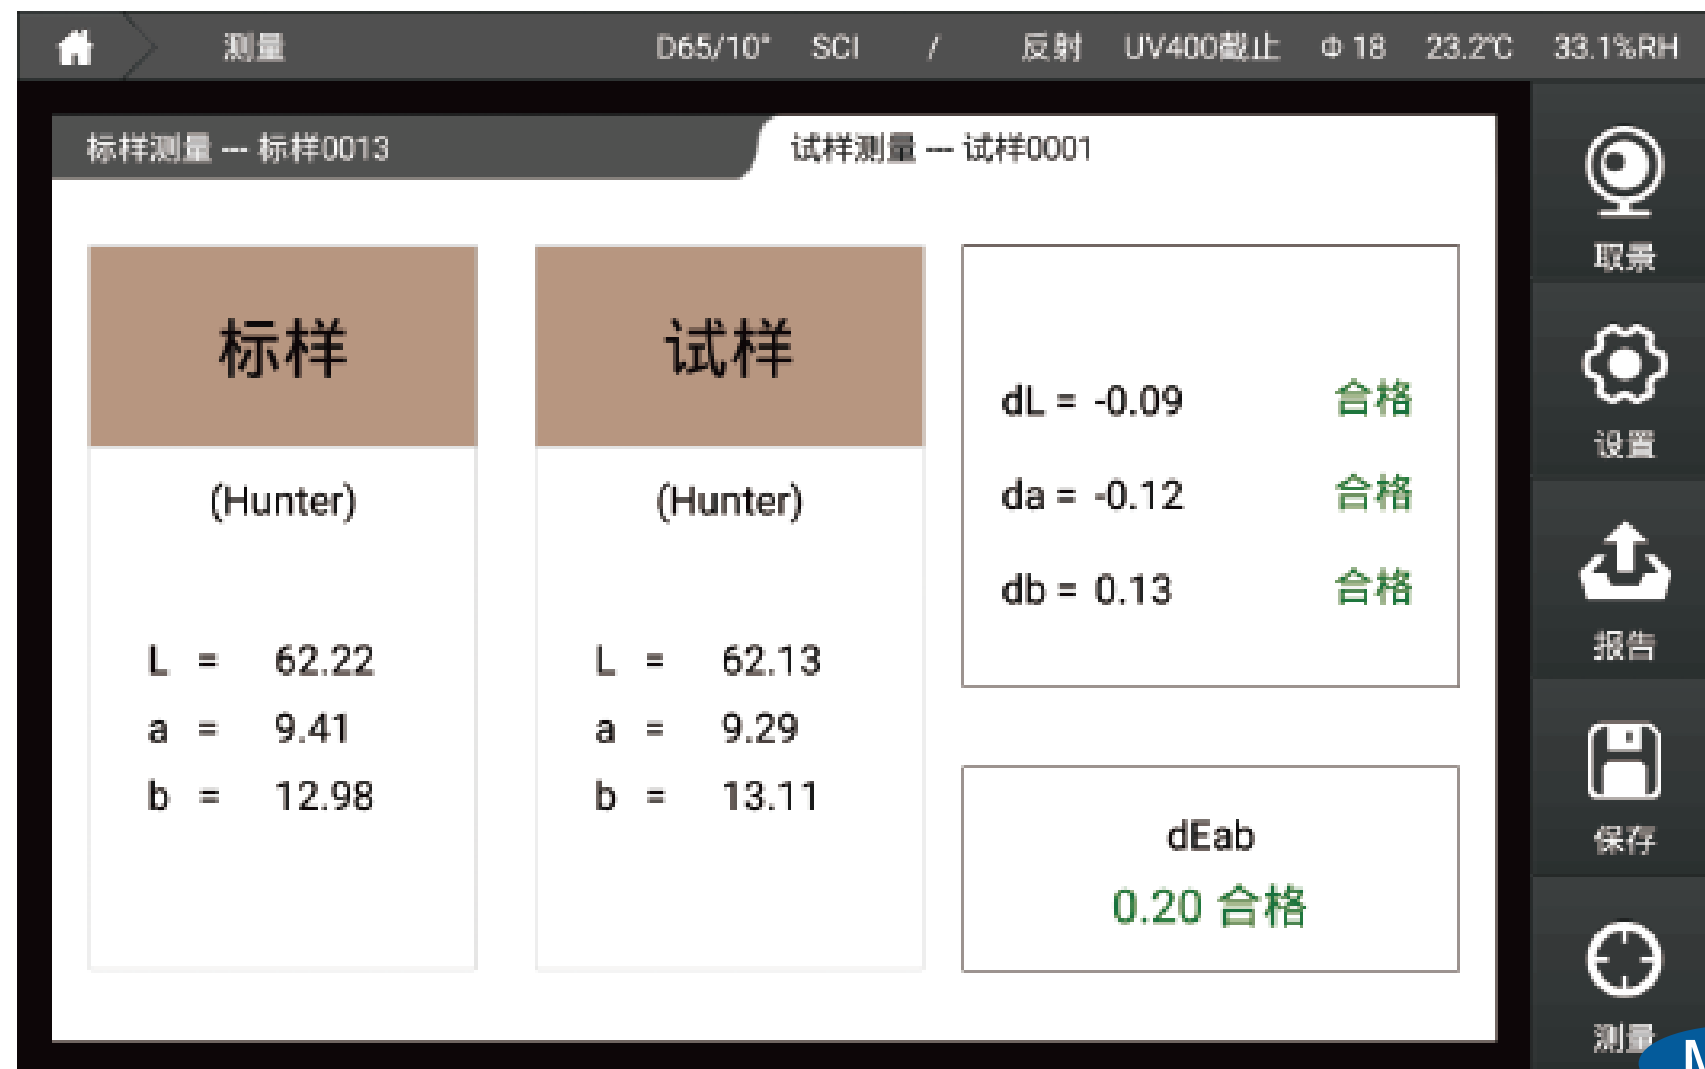 测量 D65/10° SCI / 反射 UV400截止 Φ 18 23.2℃ 33.1%RH
标样测量 --- 标样0013
试样测量 --- 试样0001
标样
(Hunter)
L = 62.22
a = 9.41
b = 12.98
试样
(Hunter)
L = 62.13
a = 9.29
b = 13.11
dL = -0.09 合格
da = -0.12 合格
db = 0.13 合格
dEab
0.20 合格
取景
设置
报告
保存
测量